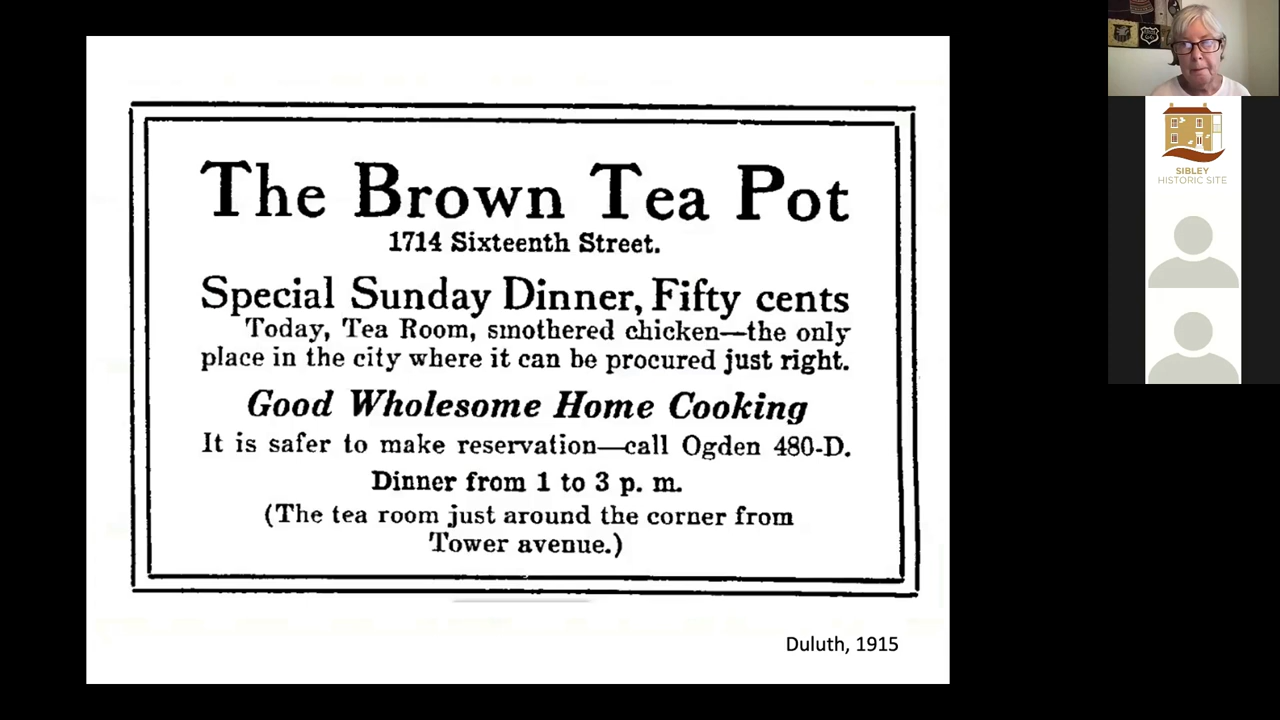 The Brown Tea Pot
1714 Sixteenth Street.
Special Sunday Dinner, Fifty cents
Today, Tea Room, smothered chicken—the only
place in the city where it can be procured just right.
Good Wholesome Home Cooking
It is safer to make reservation—call Ogden 480-D.
Dinner from 1 to 3 p. m.
(The tea room just around the corner from
Tower avenue.)
Duluth, 1915
SIBLEY
HISTORIC SITE